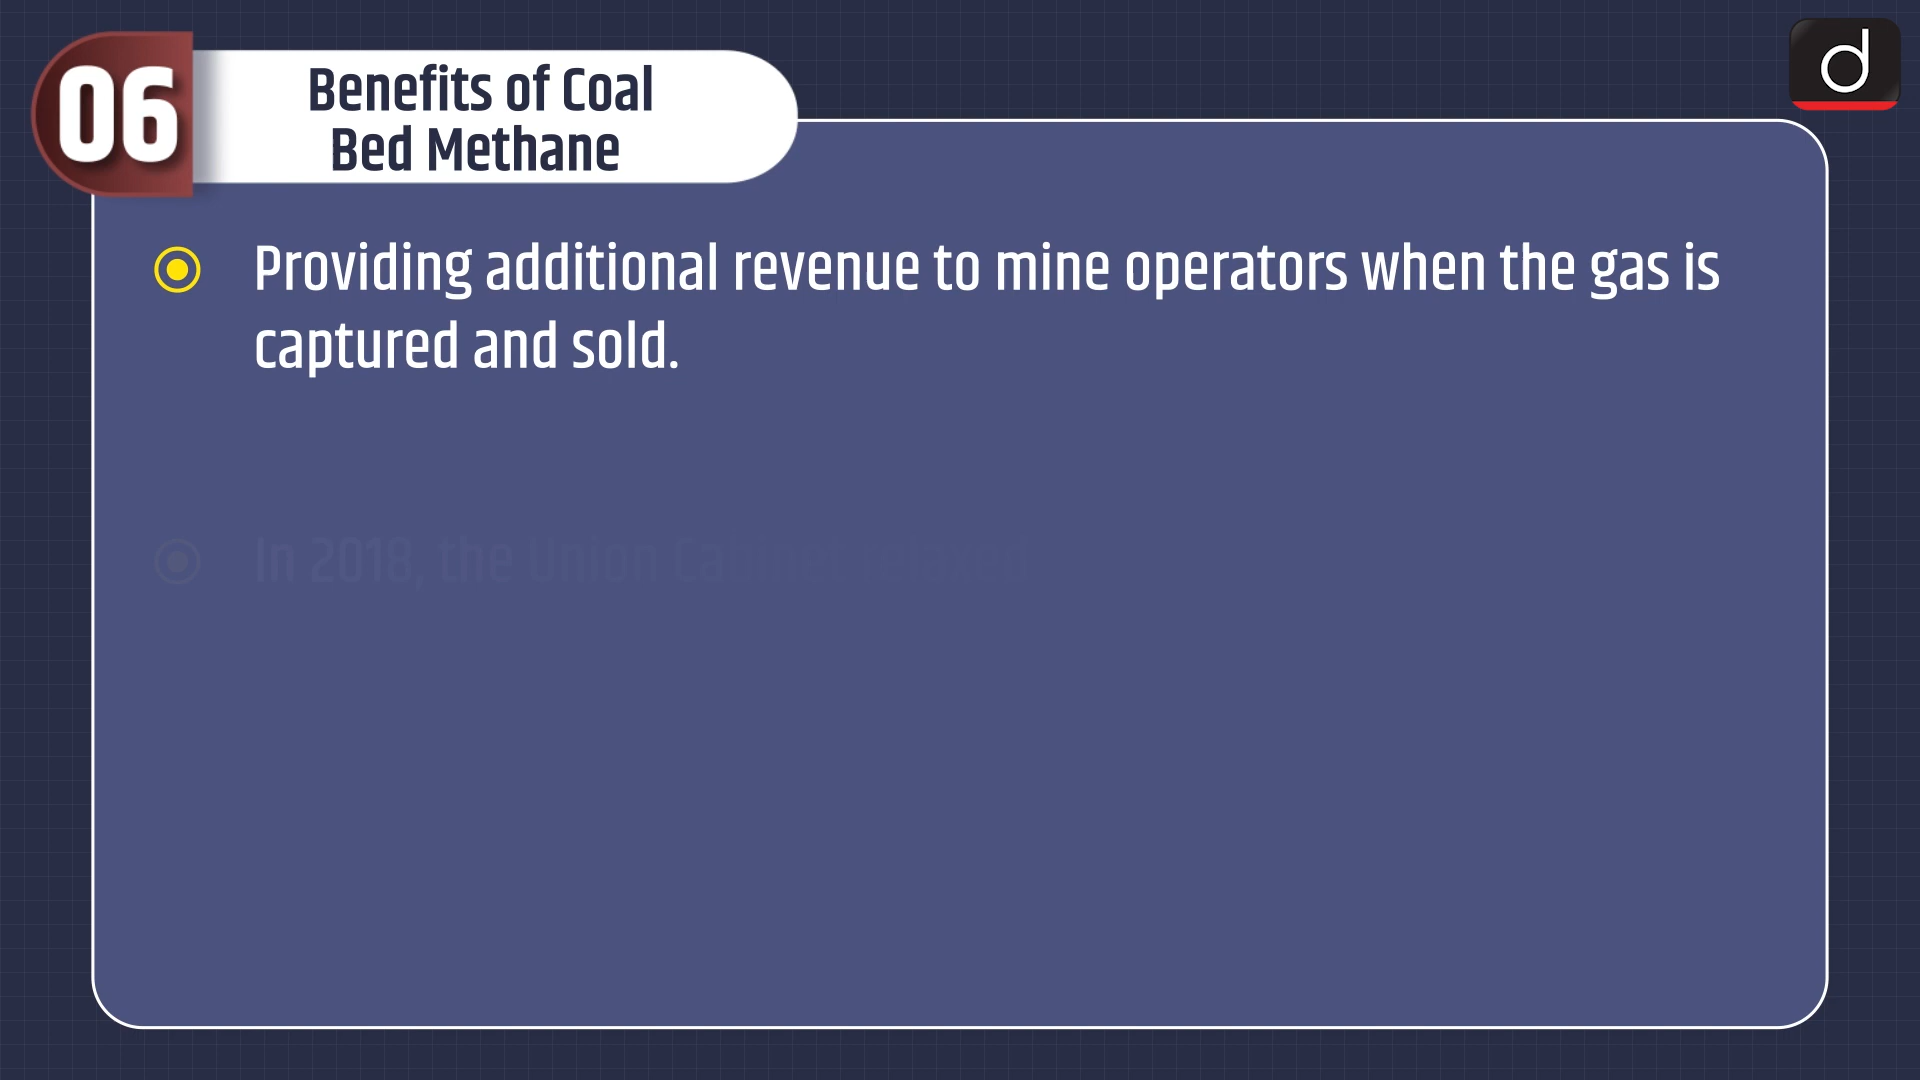 06
Benefits of Coal
Bed Methane
d
Providing additional revenue to mine operators when the gas is
captured and sold.
In 2018, the Union Cabinet relaxed